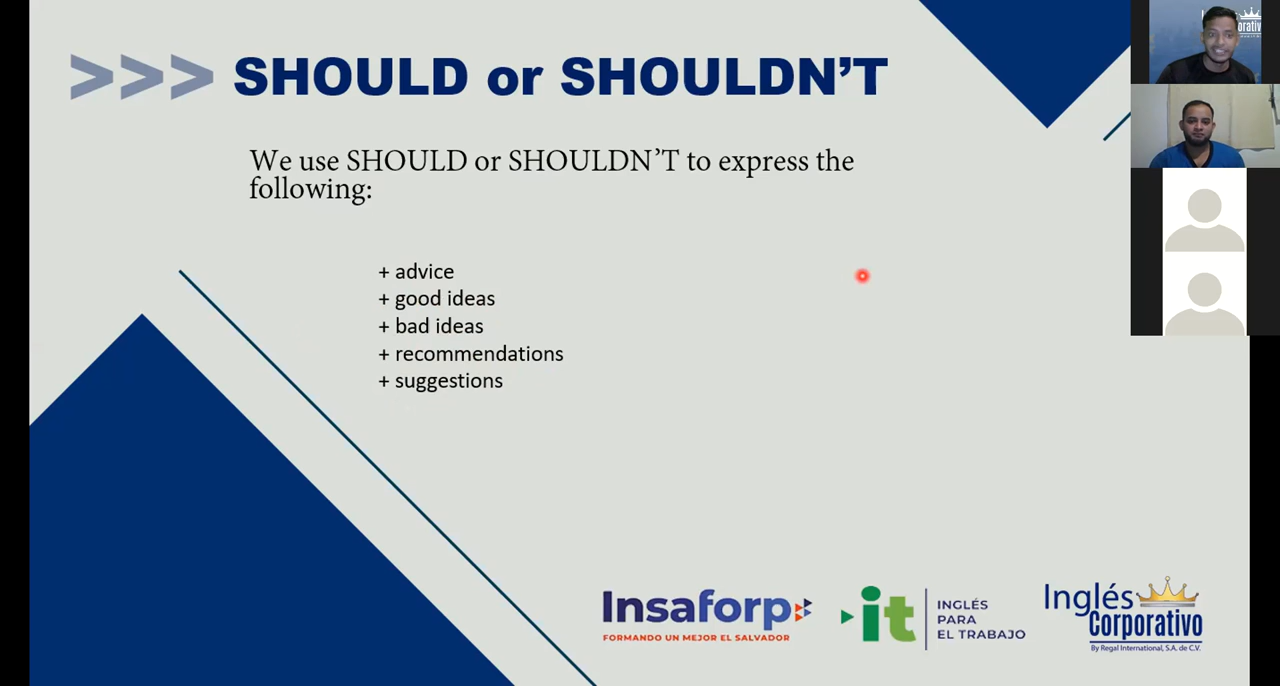 >>> SHOULD or SHOULDN'T
We use SHOULD or SHOULDN'T to express the
following:
+ advice
+ good ideas
+ bad ideas
+ recommendations
+ suggestions
Insaforp
FORMANDO UN MEJOR EL SALVADOR
it
INGLÉS
PARA
EL TRABAJO
Inglés
Corporativo
By Regal International, S.A. de C.V.